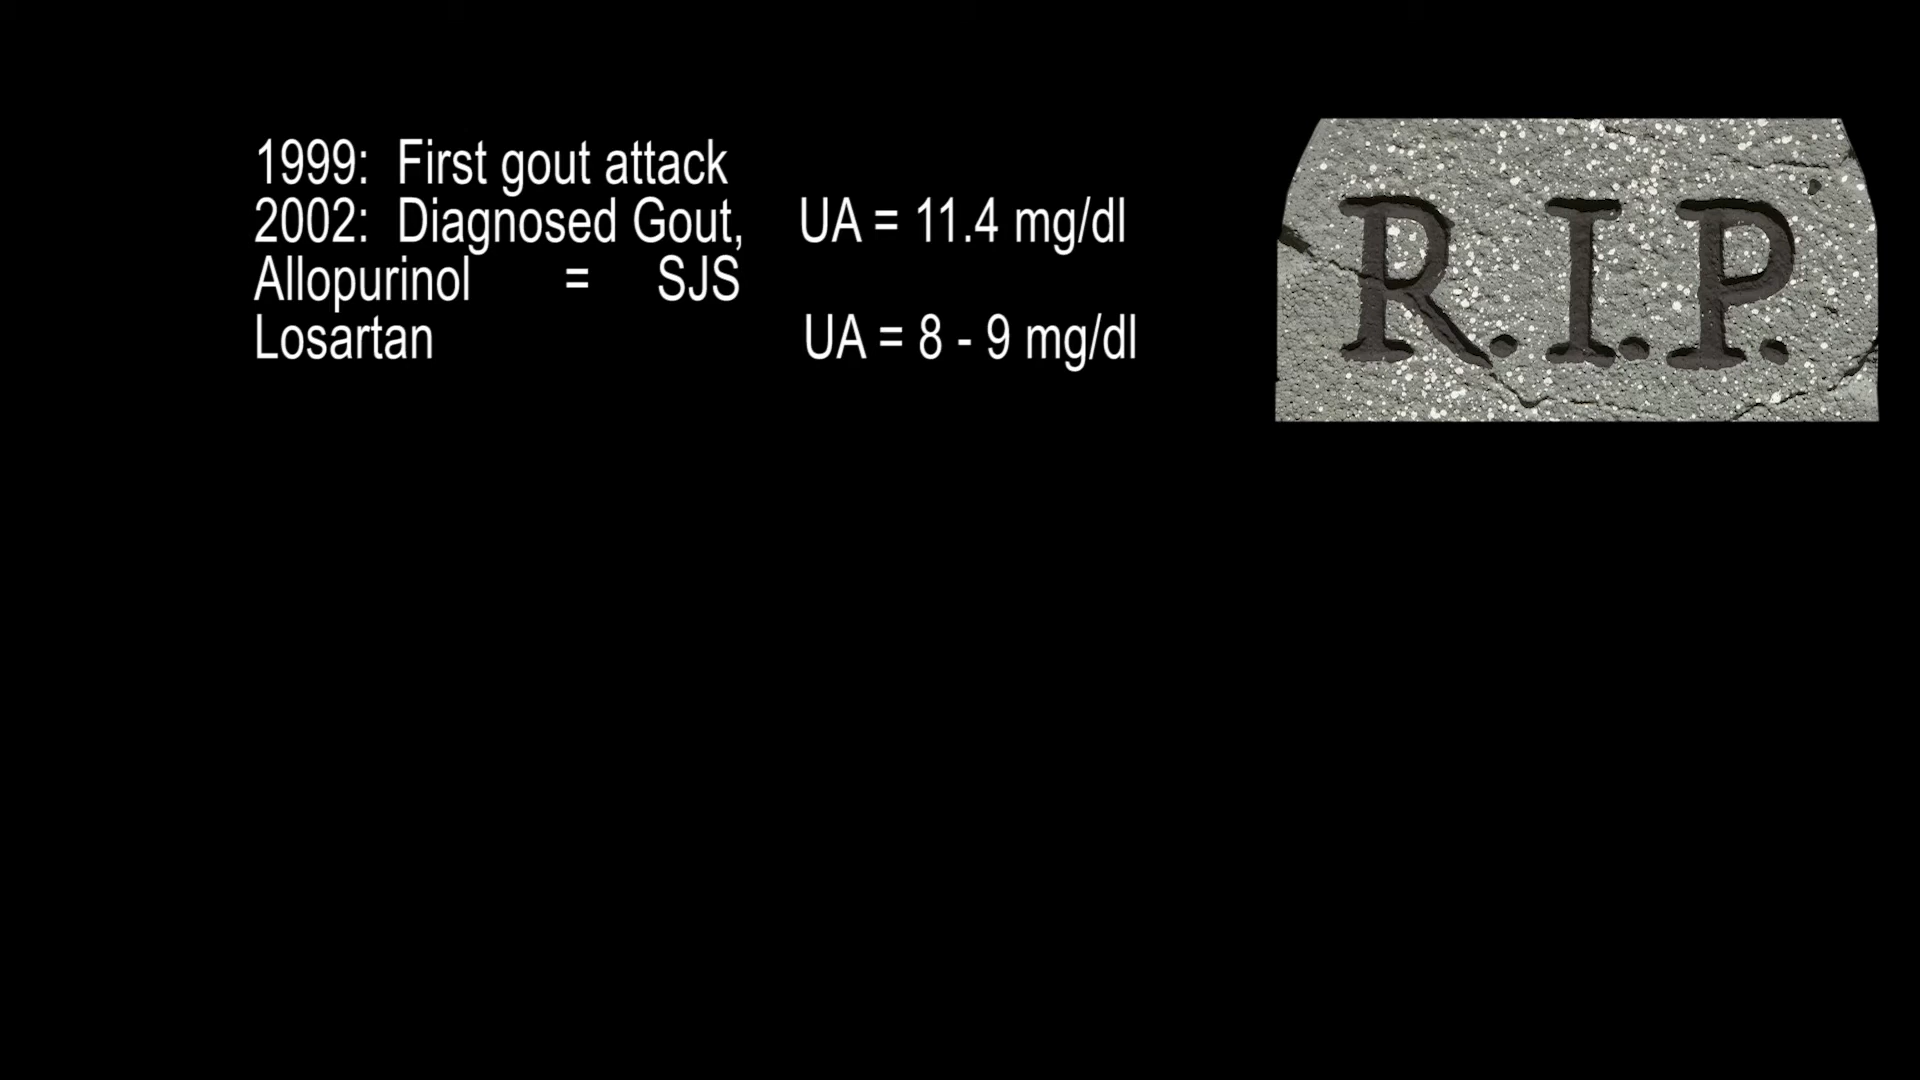 1999: First gout attack
2002: Diagnosed Gout, UA = 11.4 mg/dl
Allopurinol = SJS
Losartan UA = 8 - 9 mg/dl
R.I.P.